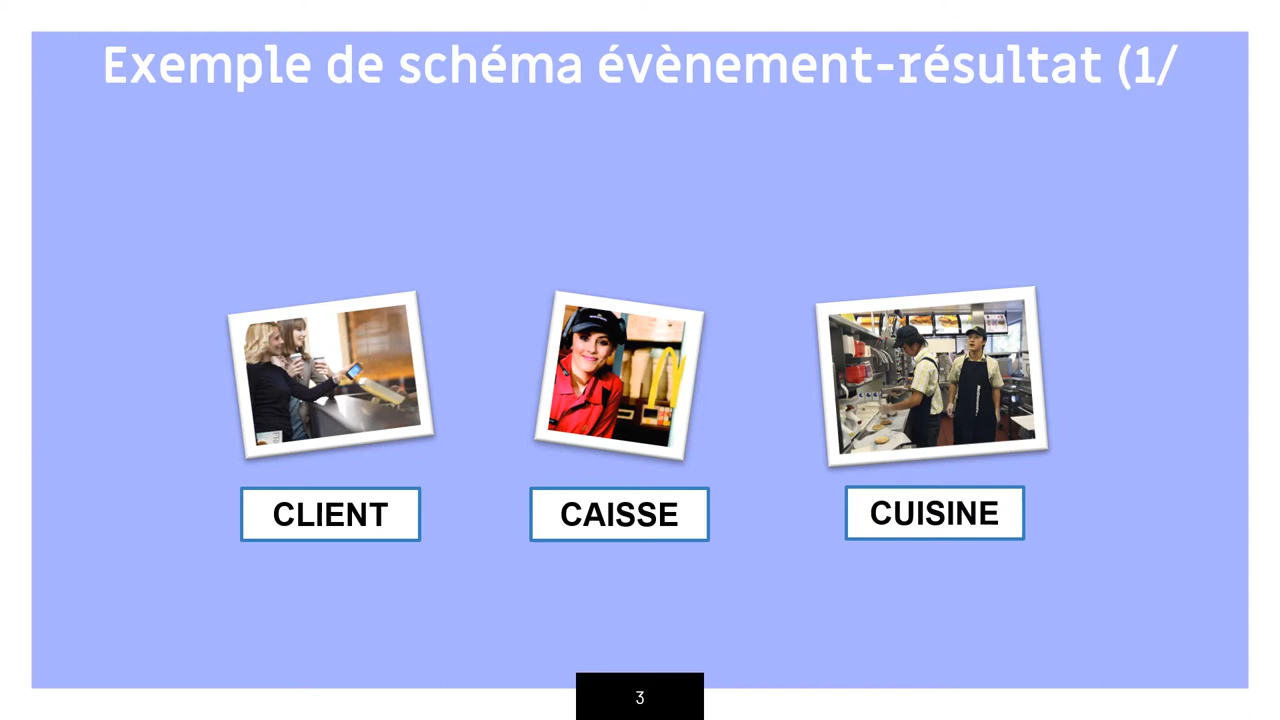 Exemple de schéma évènement-résultat (1/
CLIENT
CAISSE
CUISINE
3